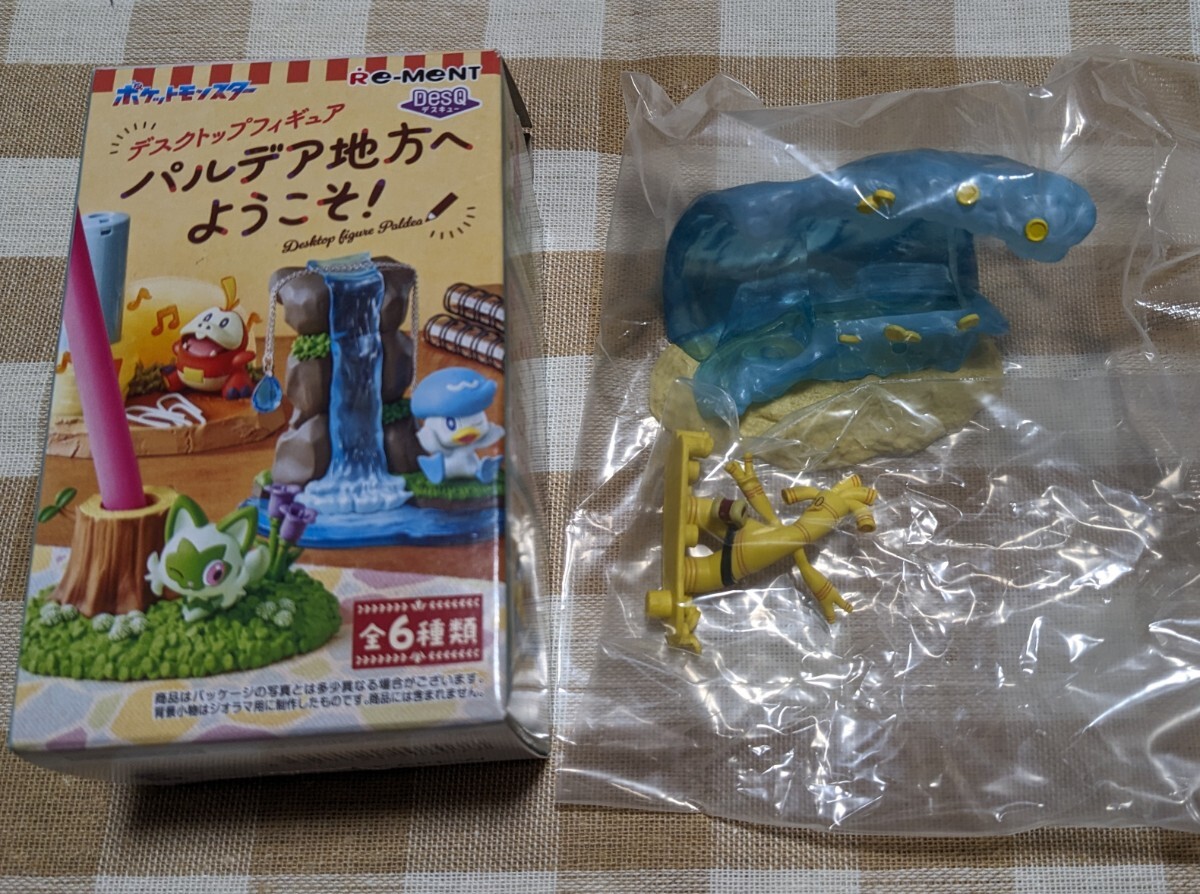 ポケットモンスター
Re-MeNT
DesQ
デスキュー
デスクトップフィギュア
パルデア地方へ
ようこそ!
Desktop figure Paldea
全6種類
商品はパッケージの写真とは多少異なる場合がございます。
背景小物はジオラマ用に制作したものです。商品には含まれません。